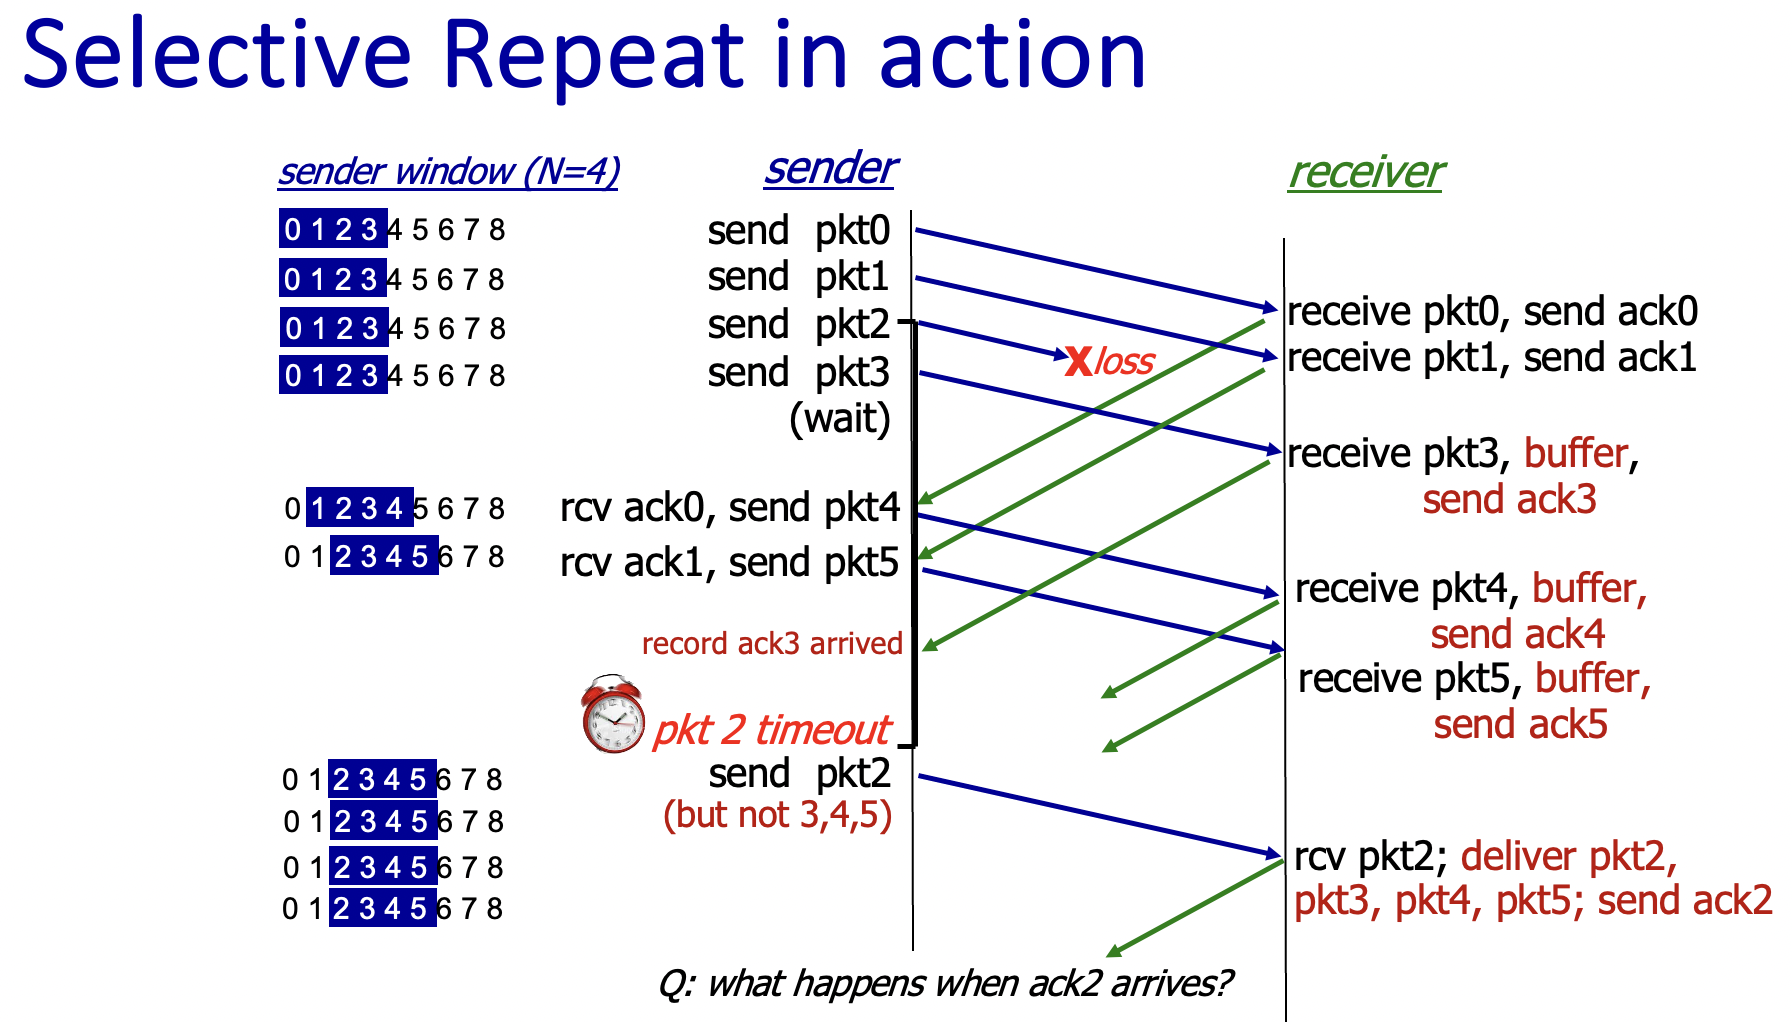 Selective Repeat in action
sender window (N=4)
sender
receiver
0 1 2 3 4 5 6 7 8
send pkt0
0 1 2 3 4 5 6 7 8
send pkt1
0 1 2 3 4 5 6 7 8
send pkt2
0 1 2 3 4 5 6 7 8
send pkt3
(wait)
X loss
receive pkt0, send ack0
receive pkt1, send ack1
receive pkt3, buffer,
send ack3
0 1 2 3 4 5 6 7 8
rcv ack0, send pkt4
0 1 2 3 4 5 6 7 8
rcv ack1, send pkt5
record ack3 arrived
receive pkt4, buffer,
send ack4
receive pkt5, buffer,
send ack5
pkt 2 timeout
0 1 2 3 4 5 6 7 8
send pkt2
0 1 2 3 4 5 6 7 8
(but not 3,4,5)
0 1 2 3 4 5 6 7 8
0 1 2 3 4 5 6 7 8
rcv pkt2; deliver pkt2,
pkt3, pkt4, pkt5; send ack2
Q: what happens when ack2 arrives?